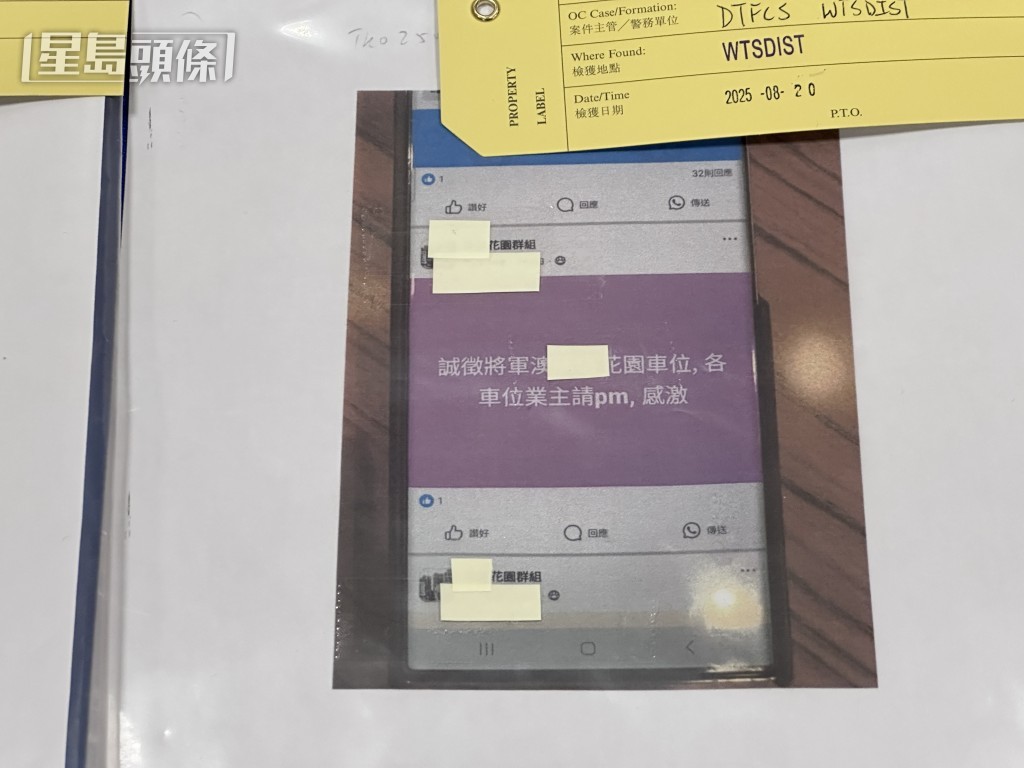 星島頭條
OC Case/Formation:
案件主管／警務單位
DTFCS WTSDIST
Where Found:
檢獲地點
WTSDIST
Date/Time
檢獲日期
2025-08-20
P.T.O.
PROPERTY
LABEL
1
32則回應
讚好
回應
傳送
花園群組
誠徵將軍澳
花園車位, 各
車位業主請pm, 感激
1
讚好
回應
傳送
花園群組